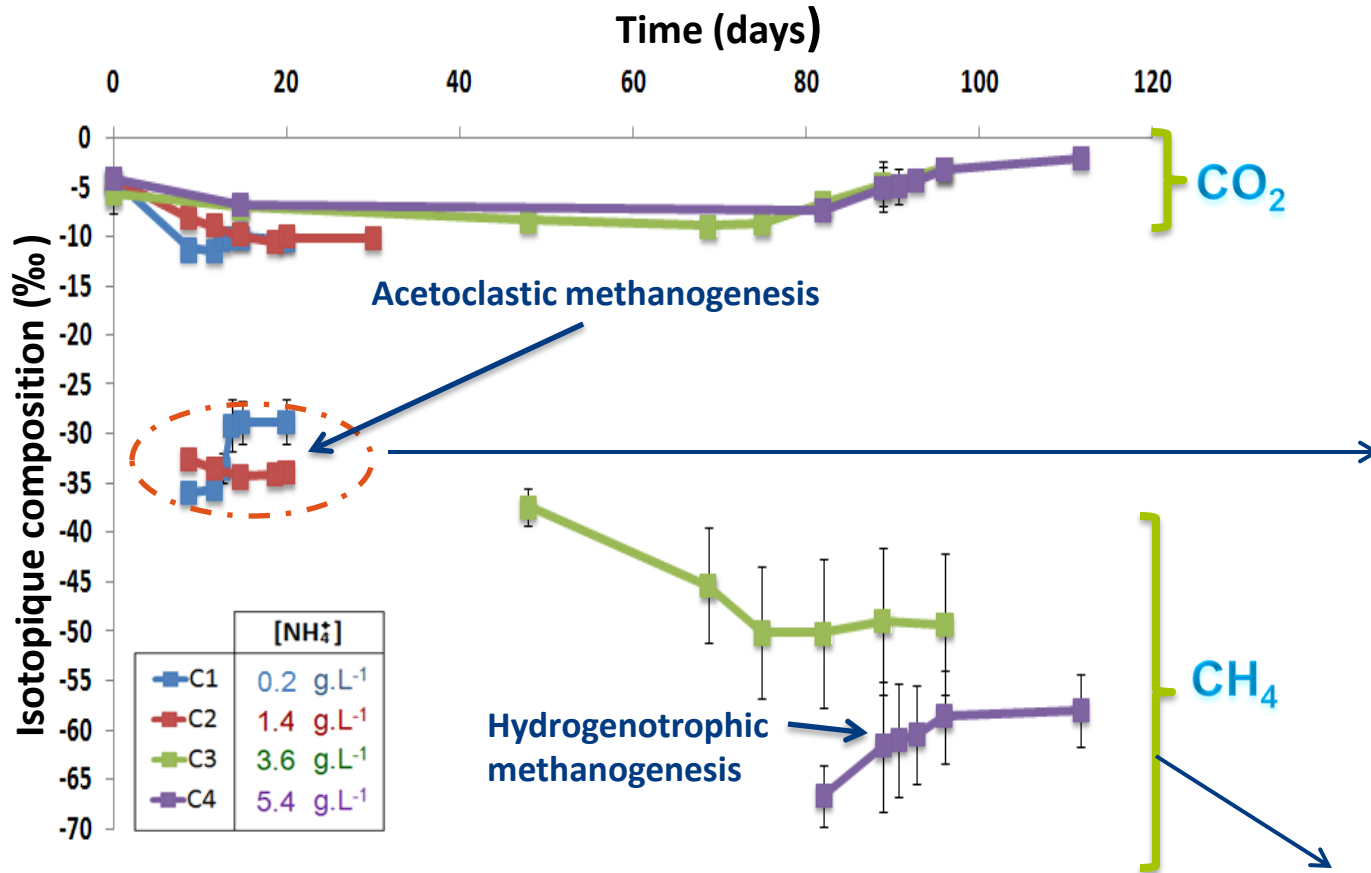 Time (days)
0 20 40 60 80 100 120
Isotopique composition (‰)
0
-5
-10
-15
-20
-25
-30
-35
-40
-45
-50
-55
-60
-65
-70
CO₂
Acetoclastic methanogenesis
CH₄
Hydrogenotrophic
methanogenesis
[NH₄⁺]
C1 0.2 g.L⁻¹
C2 1.4 g.L⁻¹
C3 3.6 g.L⁻¹
C4 5.4 g.L⁻¹